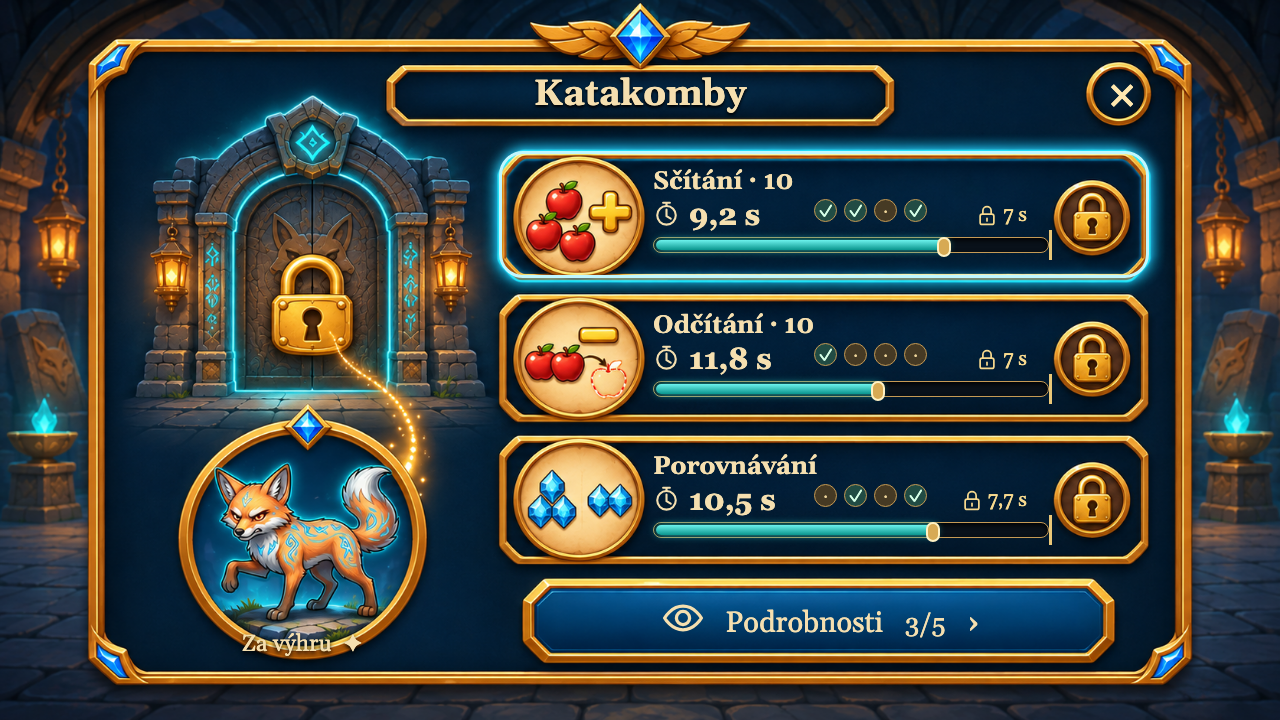 Katakomby
Sčítání · 10
9,2 s
7 s
Odčítání · 10
11,8 s
7 s
Porovnávání
10,5 s
7,7 s
Za výhru
Podrobnosti 3/5 ›